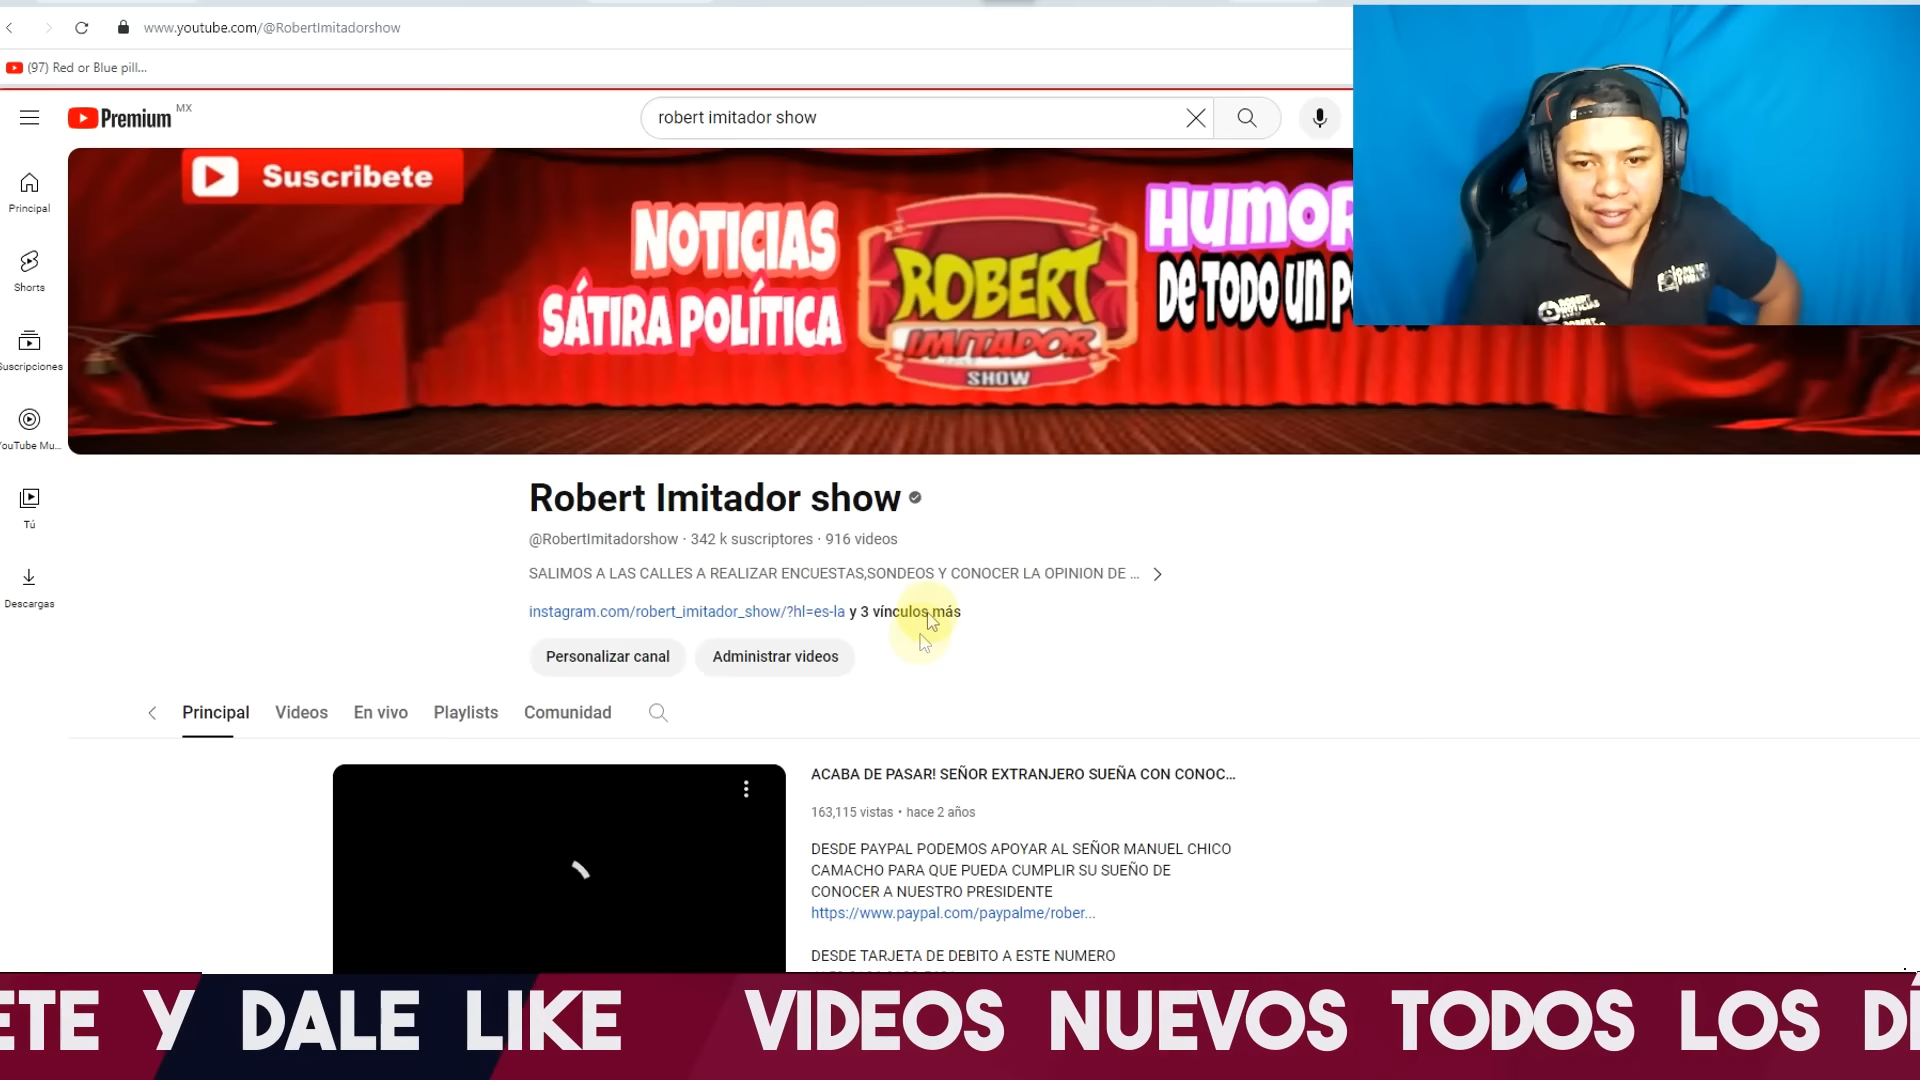 www.youtube.com/@RobertImitadorshow
(97) Red or Blue pill...
Premium MX
robert imitador show
Suscribete
NOTICIAS
SÁTIRA POLÍTICA
ROBERT
IMITADOR
SHOW
HUMOR
DE TODO UN
Principal
Shorts
Suscripciones
YouTube Mu...
Tú
Descargas
Robert Imitador show
@RobertImitadorshow · 342 k suscriptores · 916 videos
SALIMOS A LAS CALLES A REALIZAR ENCUESTAS,SONDEOS Y CONOCER LA OPINION DE ...
instagram.com/robert_imitador_show/?hl=es-la y 3 vínculos más
Personalizar canal
Administrar videos
Principal
Videos
En vivo
Playlists
Comunidad
ACABA DE PASAR! SEÑOR EXTRANJERO SUEÑA CON CONOC...
163,115 vistas • hace 2 años
DESDE PAYPAL PODEMOS APOYAR AL SEÑOR MANUEL CHICO
CAMACHO PARA QUE PUEDA CUMPLIR SU SUEÑO DE
CONOCER A NUESTRO PRESIDENTE
https://www.paypal.com/paypalme/rober...
DESDE TARJETA DE DEBITO A ESTE NUMERO
ETE Y DALE LIKE VIDEOS NUEVOS TODOS LOS DÍ